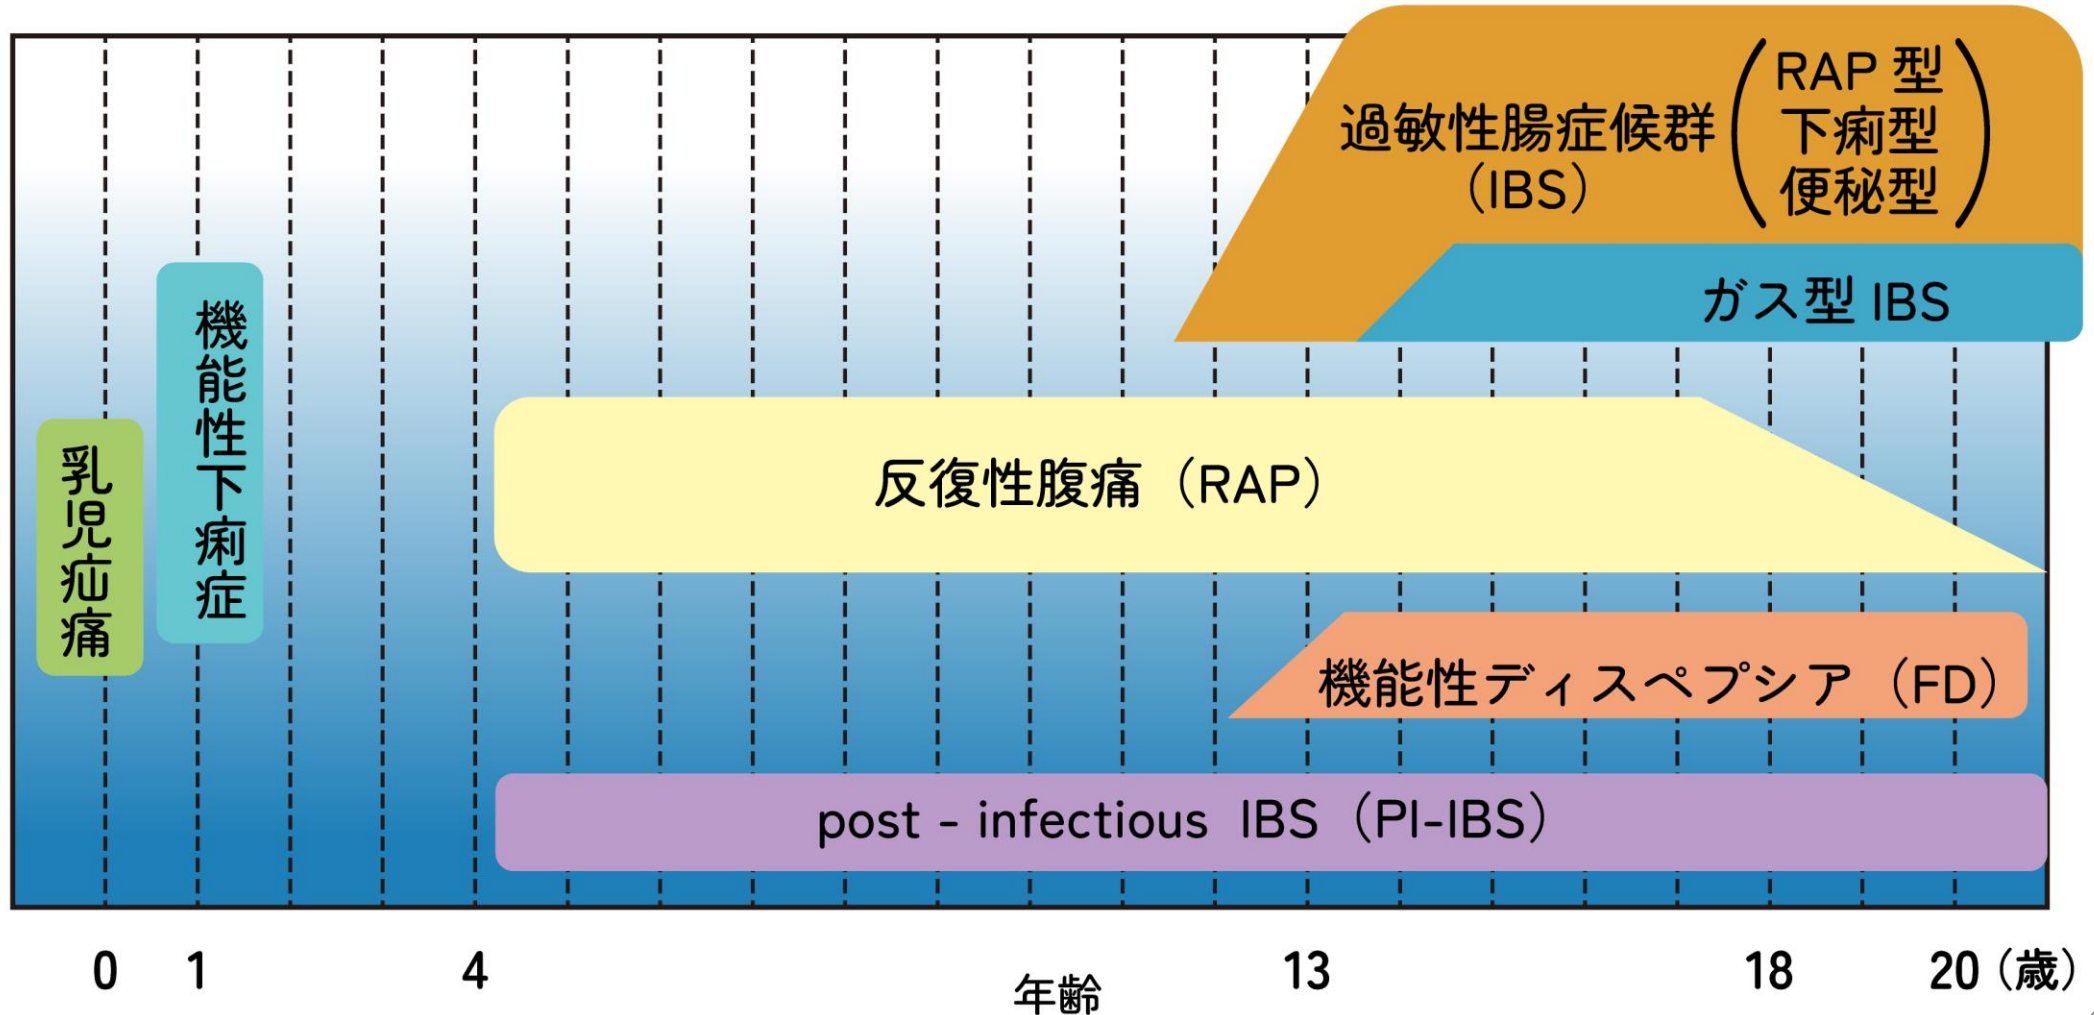 過敏性腸症候群
(IBS)
RAP 型
下痢型
便秘型
ガス型 IBS
機能性下痢症
乳児疝痛
反復性腹痛（RAP）
機能性ディスペプシア（FD）
post - infectious IBS（PI-IBS）
0 1 4 13 18 20（歳）
年齢